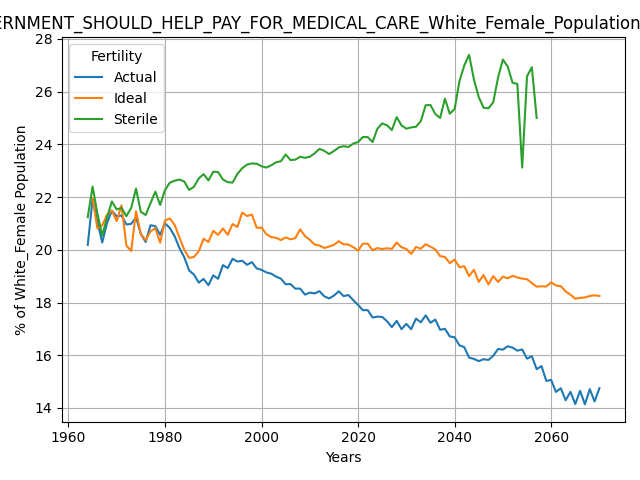 ERNMENT_SHOULD_HELP_PAY_FOR_MEDICAL_CARE_White_Female_Population
Fertility
Actual
Ideal
Sterile
% of White_Female Population
28
26
24
22
20
18
16
14
1960
1980
2000
2020
2040
2060
Years